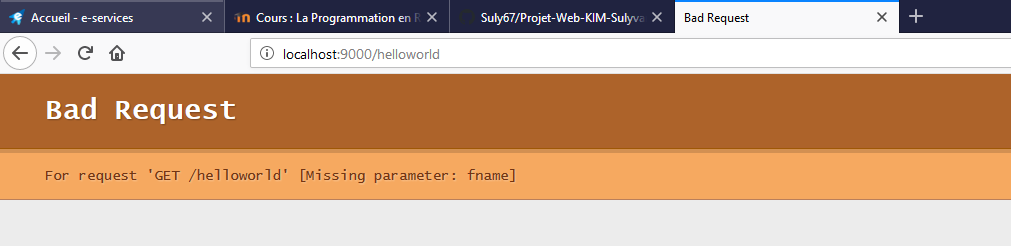 Accueil - e-services
Cours : La Programmation en R
Suly67/Projet-Web-KIM-Sulyva
Bad Request
localhost:9000/helloworld
Bad Request
For request 'GET /helloworld' [Missing parameter: fname]